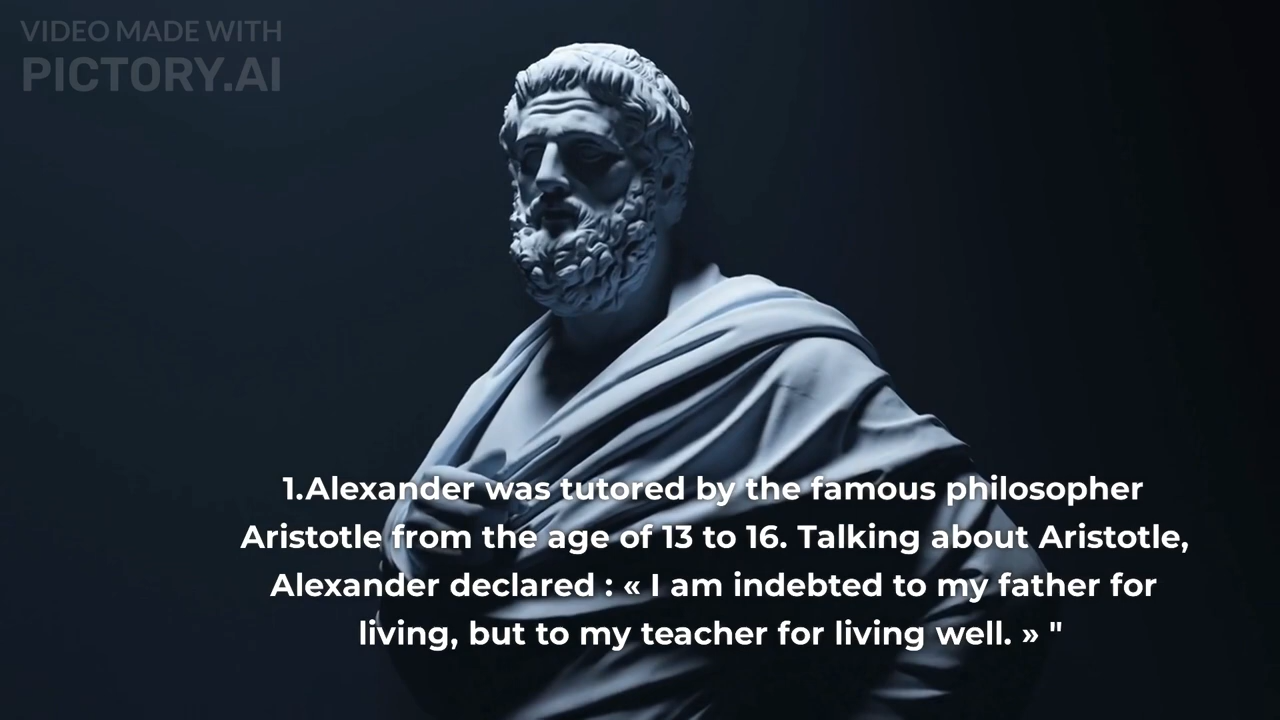 VIDEO MADE WITH
PICTORY.AI
1.Alexander was tutored by the famous philosopher
Aristotle from the age of 13 to 16. Talking about Aristotle,
Alexander declared : « I am indebted to my father for
living, but to my teacher for living well. » "